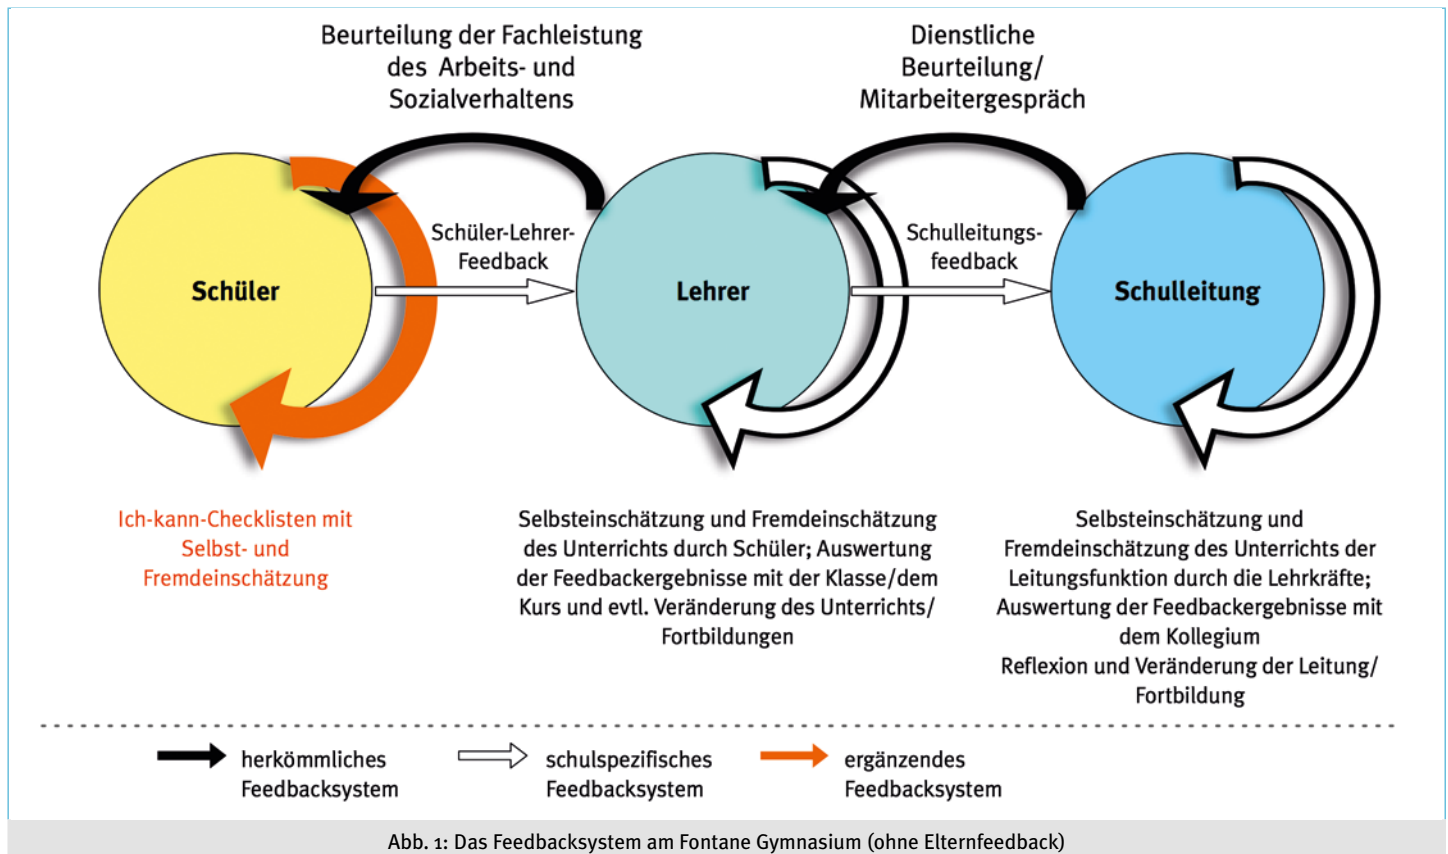 Beurteilung der Fachleistung
des Arbeits- und
Sozialverhaltens
Dienstliche
Beurteilung/
Mitarbeitergespräch
Schüler
Schüler-Lehrer-
Feedback
Lehrer
Schulleitungs-
feedback
Schulleitung
Ich-kann-Checklisten mit
Selbst- und
Fremdeinschätzung
Selbsteinschätzung und Fremdeinschätzung
des Unterrichts durch Schüler; Auswertung
der Feedbackergebnisse mit der Klasse/dem
Kurs und evtl. Veränderung des Unterrichts/
Fortbildungen
Selbsteinschätzung und
Fremdeinschätzung des Unterrichts der
Leitungsfunktion durch die Lehrkräfte;
Auswertung der Feedbackergebnisse mit
dem Kollegium
Reflexion und Veränderung der Leitung/
Fortbildung
herkömmliches
Feedbacksystem
schulspezifisches
Feedbacksystem
ergänzendes
Feedbacksystem
Abb. 1: Das Feedbacksystem am Fontane Gymnasium (ohne Elternfeedback)